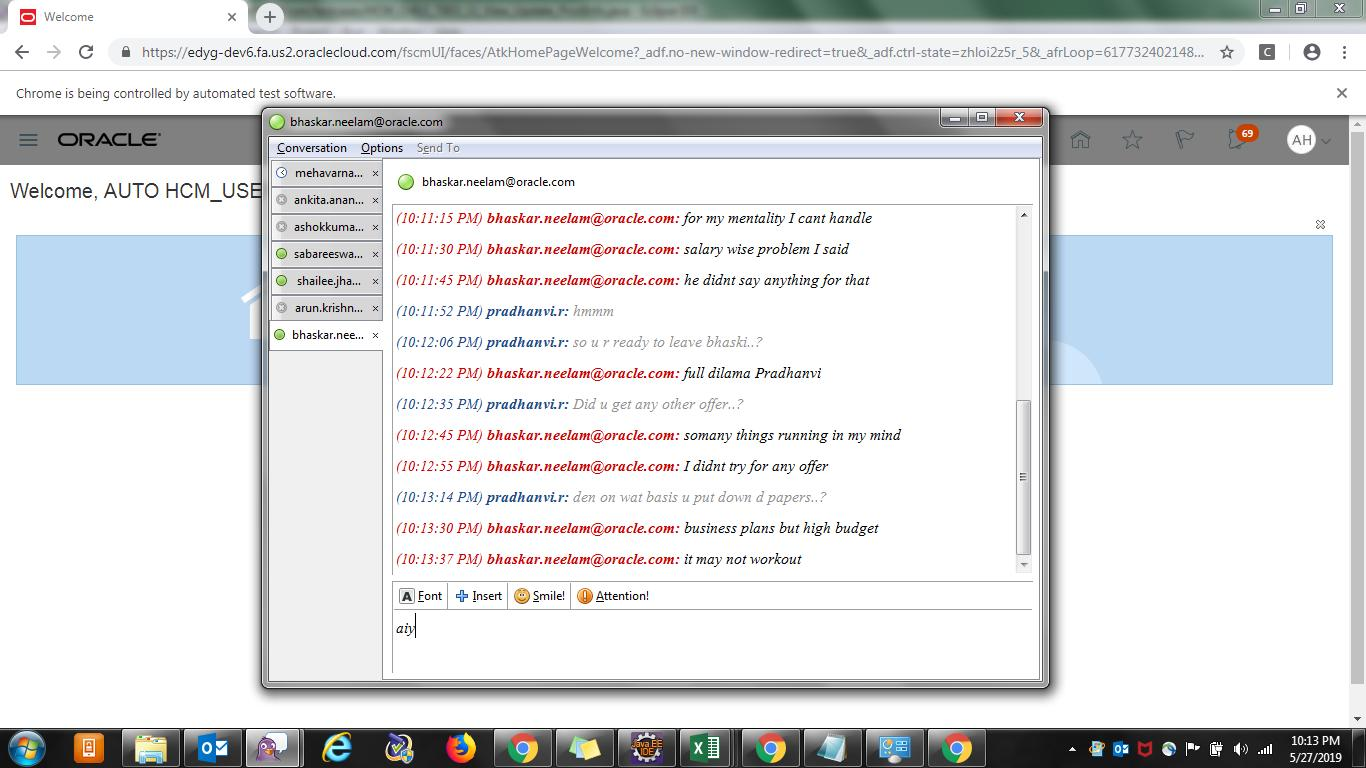 Welcome
https://edyg-dev6.fa.us2.oraclecloud.com/fscmUI/faces/AtkHomePageWelcome?_adf.no-new-window-redirect=true&_adf.ctrl-state=zhloi2z5r_5&_afrLoop=617732402148...
C
Chrome is being controlled by automated test software.
bhaskar.neelam@oracle.com
Conversation Options Send To
ORACLE
69
AH
Welcome, AUTO HCM_USE
mehavarna...
ankita.anan...
ashokkuma...
sabareeswa...
shailee.jha...
arun.krishn...
bhaskar.nee...
bhaskar.neelam@oracle.com
(10:11:15 PM) bhaskar.neelam@oracle.com: for my mentality I cant handle
(10:11:30 PM) bhaskar.neelam@oracle.com: salary wise problem I said
(10:11:45 PM) bhaskar.neelam@oracle.com: he didnt say anything for that
(10:11:52 PM) pradhanvi.r: hmmm
(10:12:06 PM) pradhanvi.r: so u r ready to leave bhaski..?
(10:12:22 PM) bhaskar.neelam@oracle.com: full dilama Pradhanvi
(10:12:35 PM) pradhanvi.r: Did u get any other offer..?
(10:12:45 PM) bhaskar.neelam@oracle.com: somany things running in my mind
(10:12:55 PM) bhaskar.neelam@oracle.com: I didnt try for any offer
(10:13:14 PM) pradhanvi.r: den on wat basis u put down d papers..?
(10:13:30 PM) bhaskar.neelam@oracle.com: business plans but high budget
(10:13:37 PM) bhaskar.neelam@oracle.com: it may not workout
A Font Insert Smile! Attention!
aiy
Java EE
IDE
10:13 PM
5/27/2019